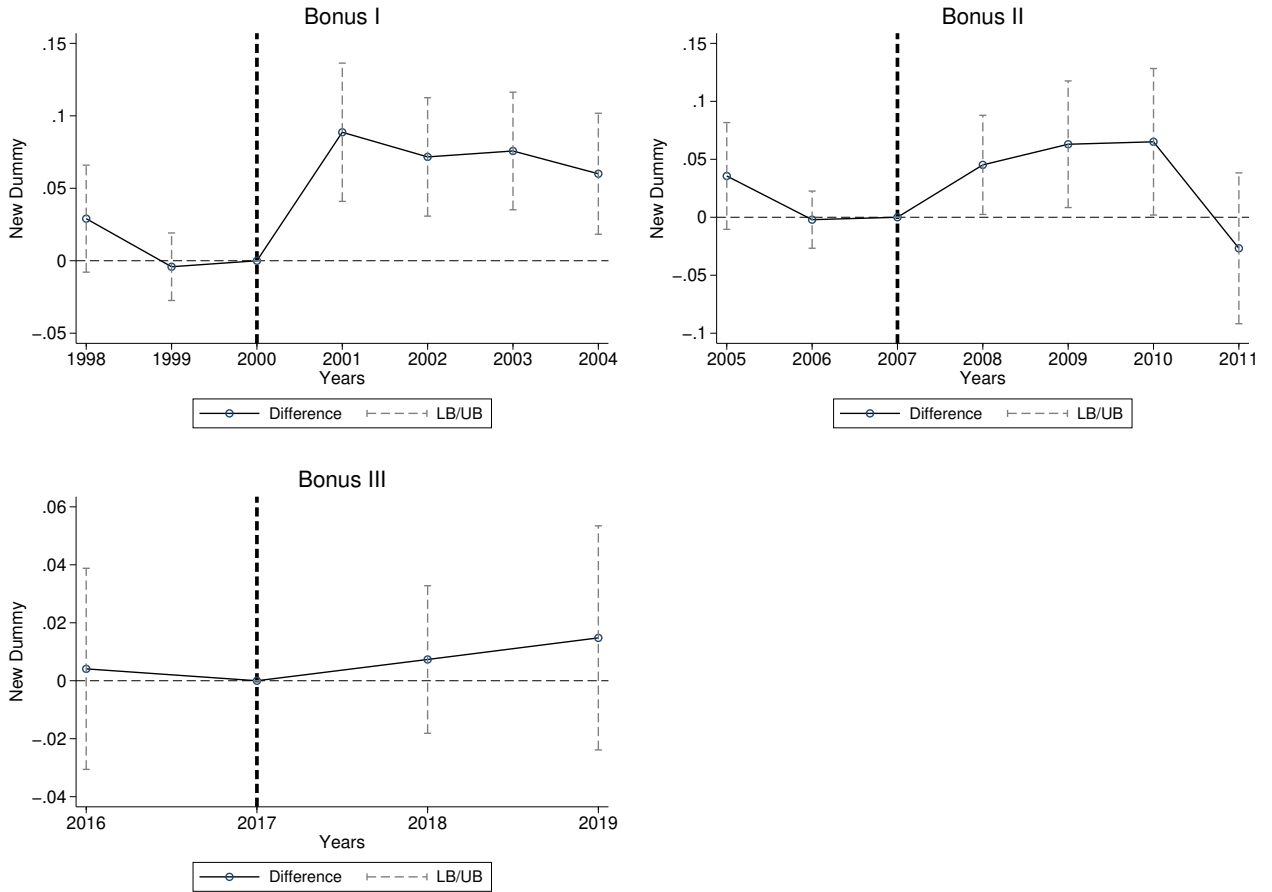 Bonus I
New Dummy
.15
.1
.05
0
−.05
1998 1999 2000 2001 2002 2003 2004
Years
Difference LB/UB
Bonus II
New Dummy
.15
.1
.05
0
−.05
−.1
2005 2006 2007 2008 2009 2010 2011
Years
Difference LB/UB
Bonus III
New Dummy
.06
.04
.02
0
−.02
−.04
2016 2017 2018 2019
Years
Difference LB/UB